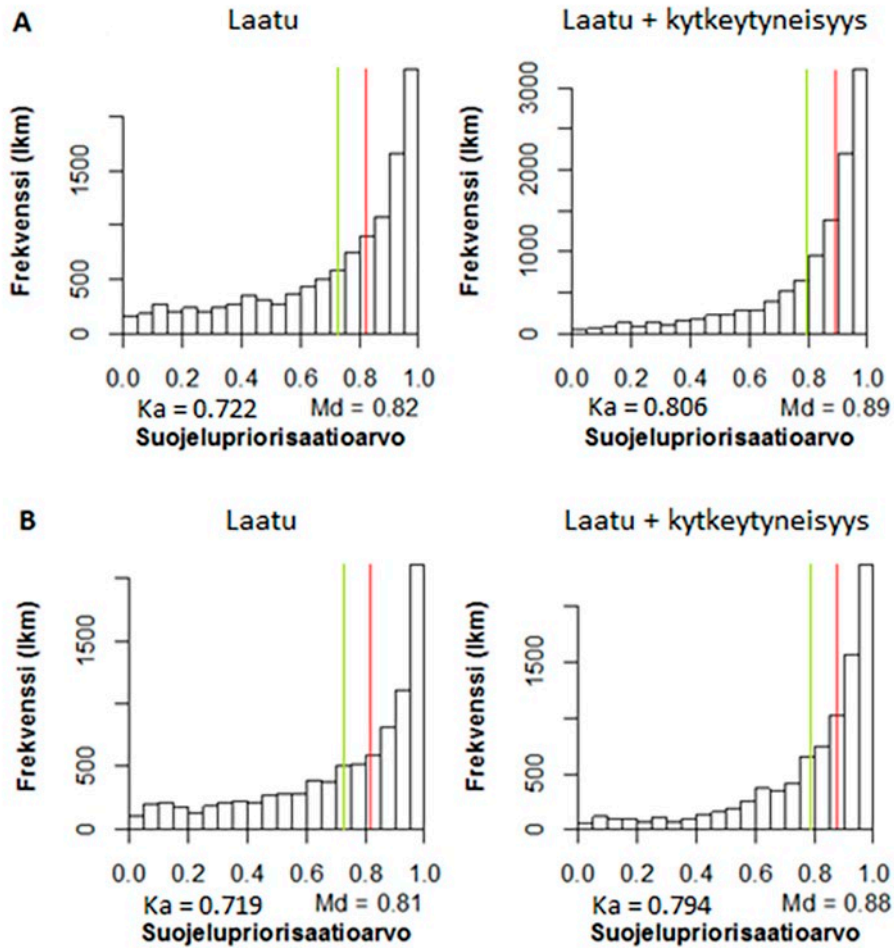 A
Laatu
Laatu + kytkeytyneisyys
Frekvenssi (lkm)
1500
500
0
0.0 0.2 0.4 0.6 0.8 1.0
Ka = 0.722 Md = 0.82
Suojelupriorisaatioarvo
Frekvenssi (lkm)
3000
2000
1000
0
0.0 0.2 0.4 0.6 0.8 1.0
Ka = 0.806 Md = 0.89
Suojelupriorisaatioarvo
B
Laatu
Laatu + kytkeytyneisyys
Frekvenssi (lkm)
1500
500
0
0.0 0.2 0.4 0.6 0.8 1.0
Ka = 0.719 Md = 0.81
Suojelupriorisaatioarvo
Frekvenssi (lkm)
1500
500
0
0.0 0.2 0.4 0.6 0.8 1.0
Ka = 0.794 Md = 0.88
Suojelupriorisaatioarvo